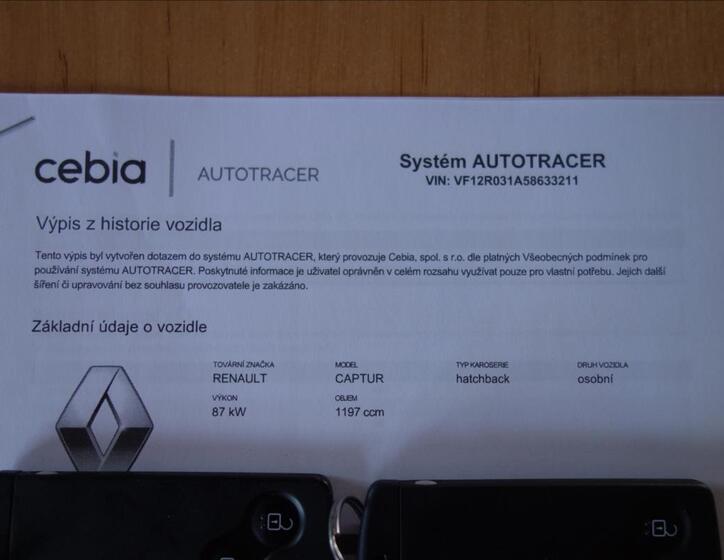 cebia AUTOTRACER
Systém AUTOTRACER
VIN: VF12R031A58633211
Výpis z historie vozidla
Tento výpis byl vytvořen dotazem do systému AUTOTRACER, který provozuje Cebia, spol. s r.o. dle platných Všeobecných podmínek pro
používání systému AUTOTRACER. Poskytnuté informace je uživatel oprávněn v celém rozsahu využívat pouze pro vlastní potřebu. Jejich další
šíření či upravování bez souhlasu provozovatele je zakázáno.
Základní údaje o vozidle
TOVÁRNÍ ZNAČKA MODEL TYP KAROSERIE DRUH VOZIDLA
RENAULT CAPTUR hatchback osobní
VÝKON OBJEM
87 kW 1197 ccm